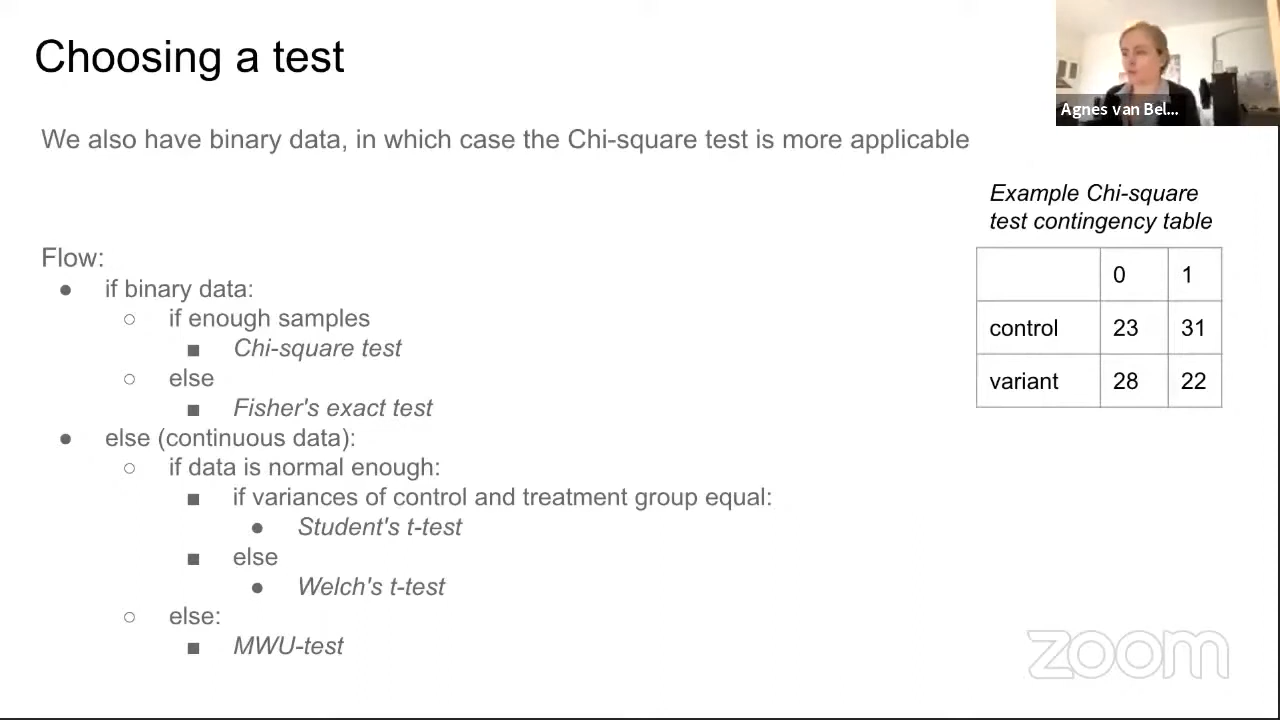 Choosing a test
Agnes van Bel...
We also have binary data, in which case the Chi-square test is more applicable
Example Chi-square
test contingency table
0 1
control 23 31
variant 28 22
Flow:
if binary data:
if enough samples
Chi-square test
else
Fisher's exact test
else (continuous data):
if data is normal enough:
if variances of control and treatment group equal:
Student's t-test
else
Welch's t-test
else:
MWU-test
zoom